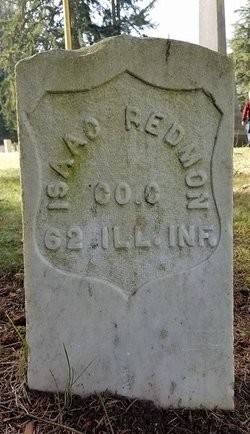 ISAAC REDMON
CO. C
62 ILL. INF.